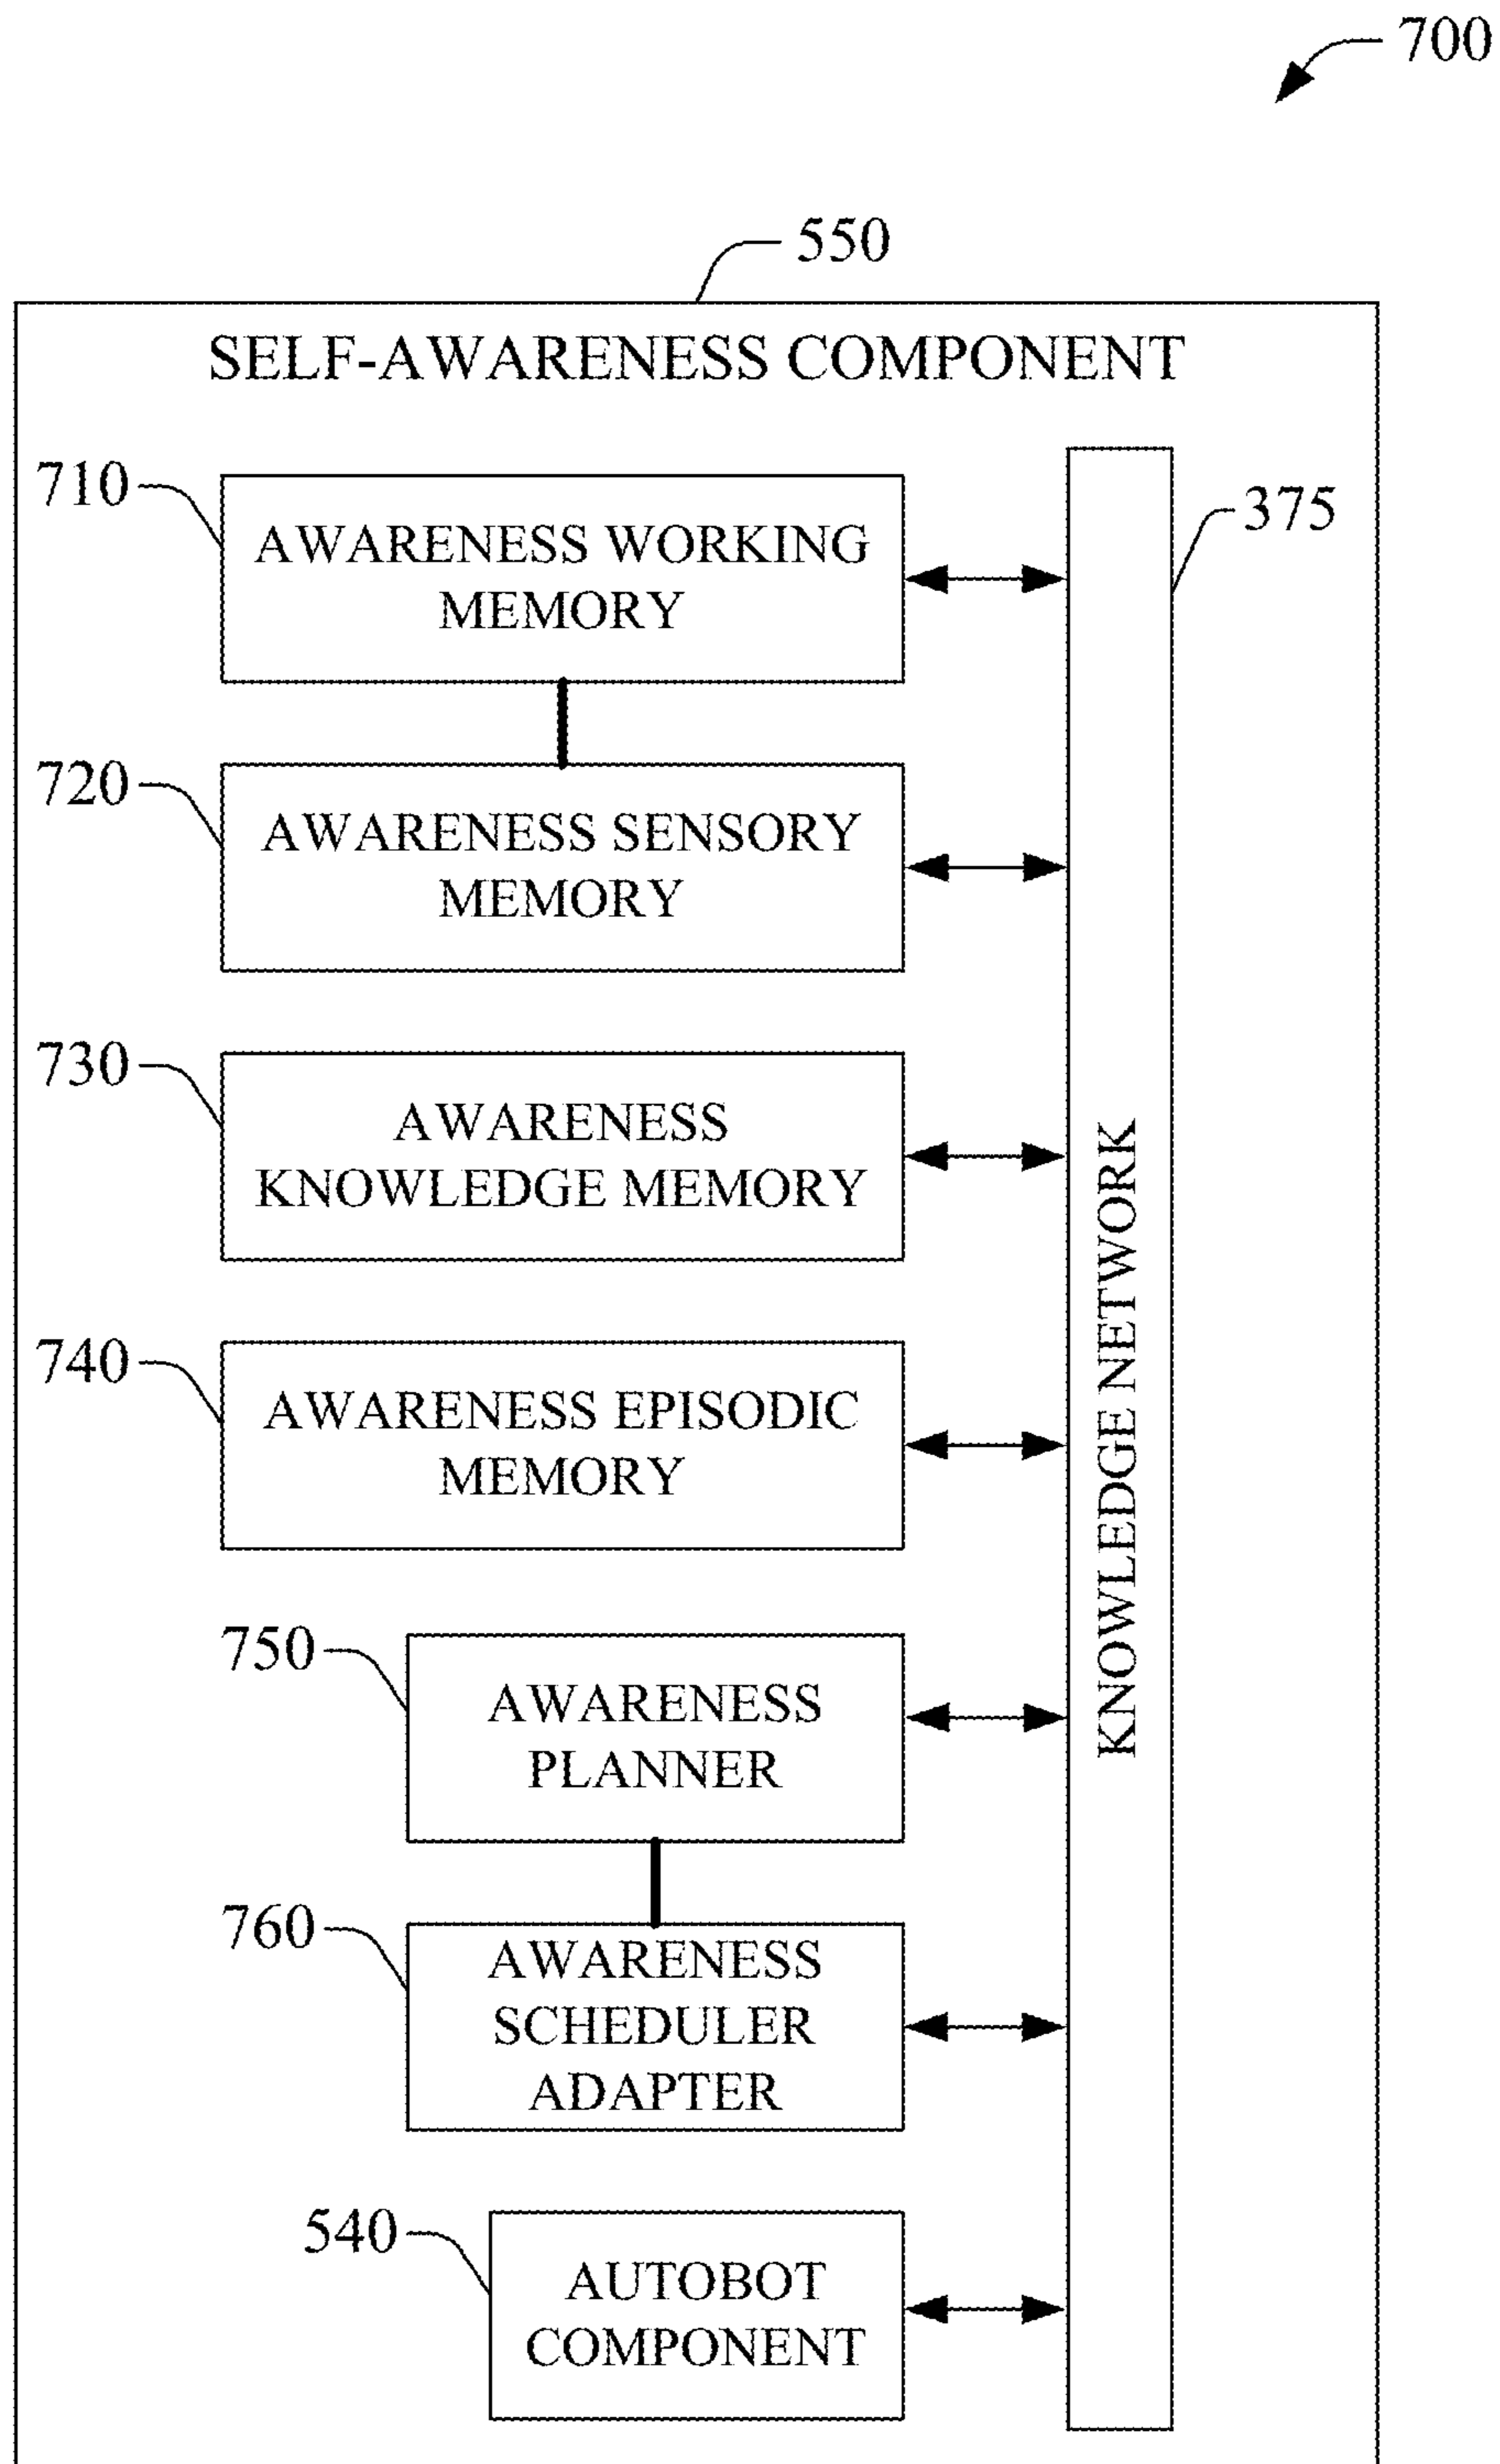 700
550
SELF-AWARENESS COMPONENT
710
AWARENESS WORKING
MEMORY
375
720
AWARENESS SENSORY
MEMORY
730
AWARENESS
KNOWLEDGE MEMORY
740
AWARENESS EPISODIC
MEMORY
KNOWLEDGE NETWORK
750
AWARENESS
PLANNER
760
AWARENESS
SCHEDULER
ADAPTER
540
AUTOBOT
COMPONENT